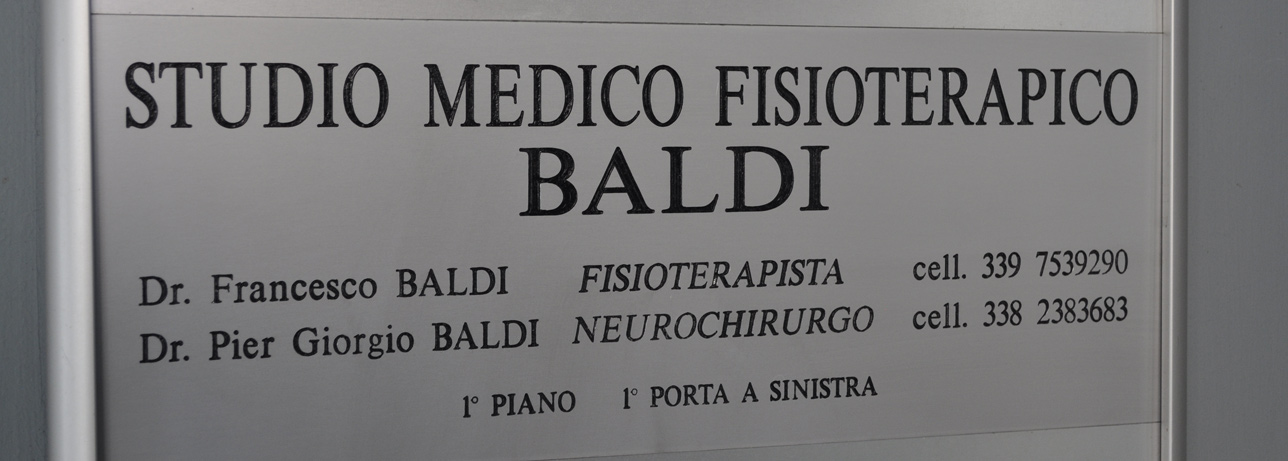 STUDIO MEDICO FISIOTERAPICO
BALDI
Dr. Francesco BALDI FISIOTERAPISTA cell. 339 7539290
Dr. Pier Giorgio BALDI NEUROCHIRURGO cell. 338 2383683
1° PIANO 1° PORTA A SINISTRA